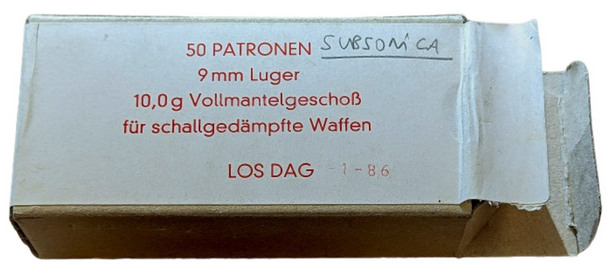 50 PATRONEN SUBSONICA
9 mm Luger
10,0 g Vollmantelgeschoß
für schallgedämpfte Waffen
LOS DAG -1-86